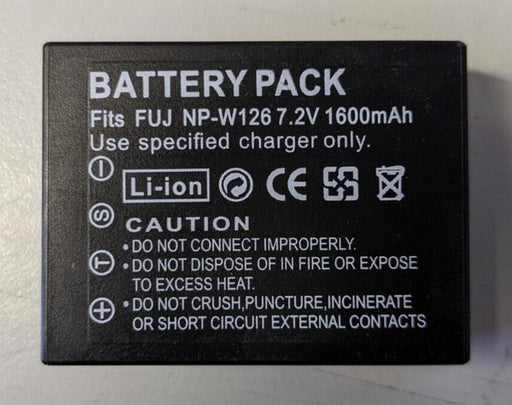 BATTERY PACK
Fits FUJ NP-W126 7.2V 1600mAh
Use specified charger only.
Li-ion CE
CAUTION
• DO NOT CONNECT IMPROPERLY.
• DO NOT DISPOSE OF IN FIRE OR EXPOSE
TO EXCESS HEAT.
• DO NOT CRUSH,PUNCTURE,INCINERATE
OR SHORT CIRCUIT EXTERNAL CONTACTS
S
T
+